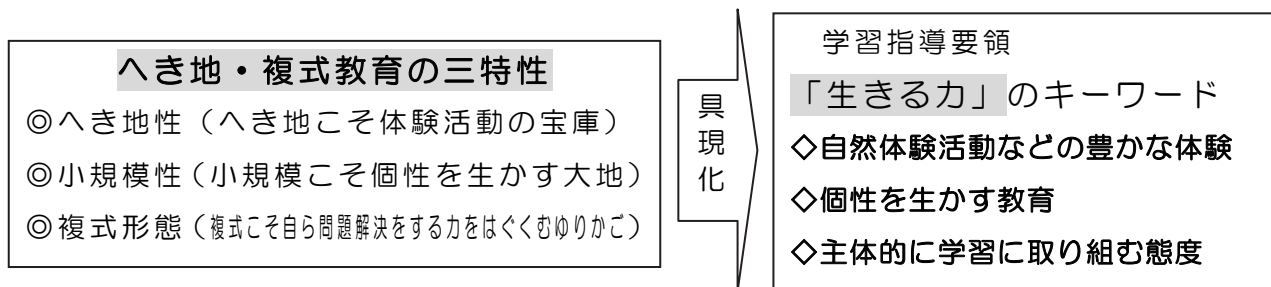 へき地・複式教育の三特性
◎へき地性（へき地こそ体験活動の宝庫）
◎小規模性（小規模こそ個性を生かす大地）
◎複式形態（複式こそ自ら問題解決をする力をはぐくむゆりかご）
具現化
学習指導要領
「生きる力」のキーワード
◇自然体験活動などの豊かな体験
◇個性を生かす教育
◇主体的に学習に取り組む態度